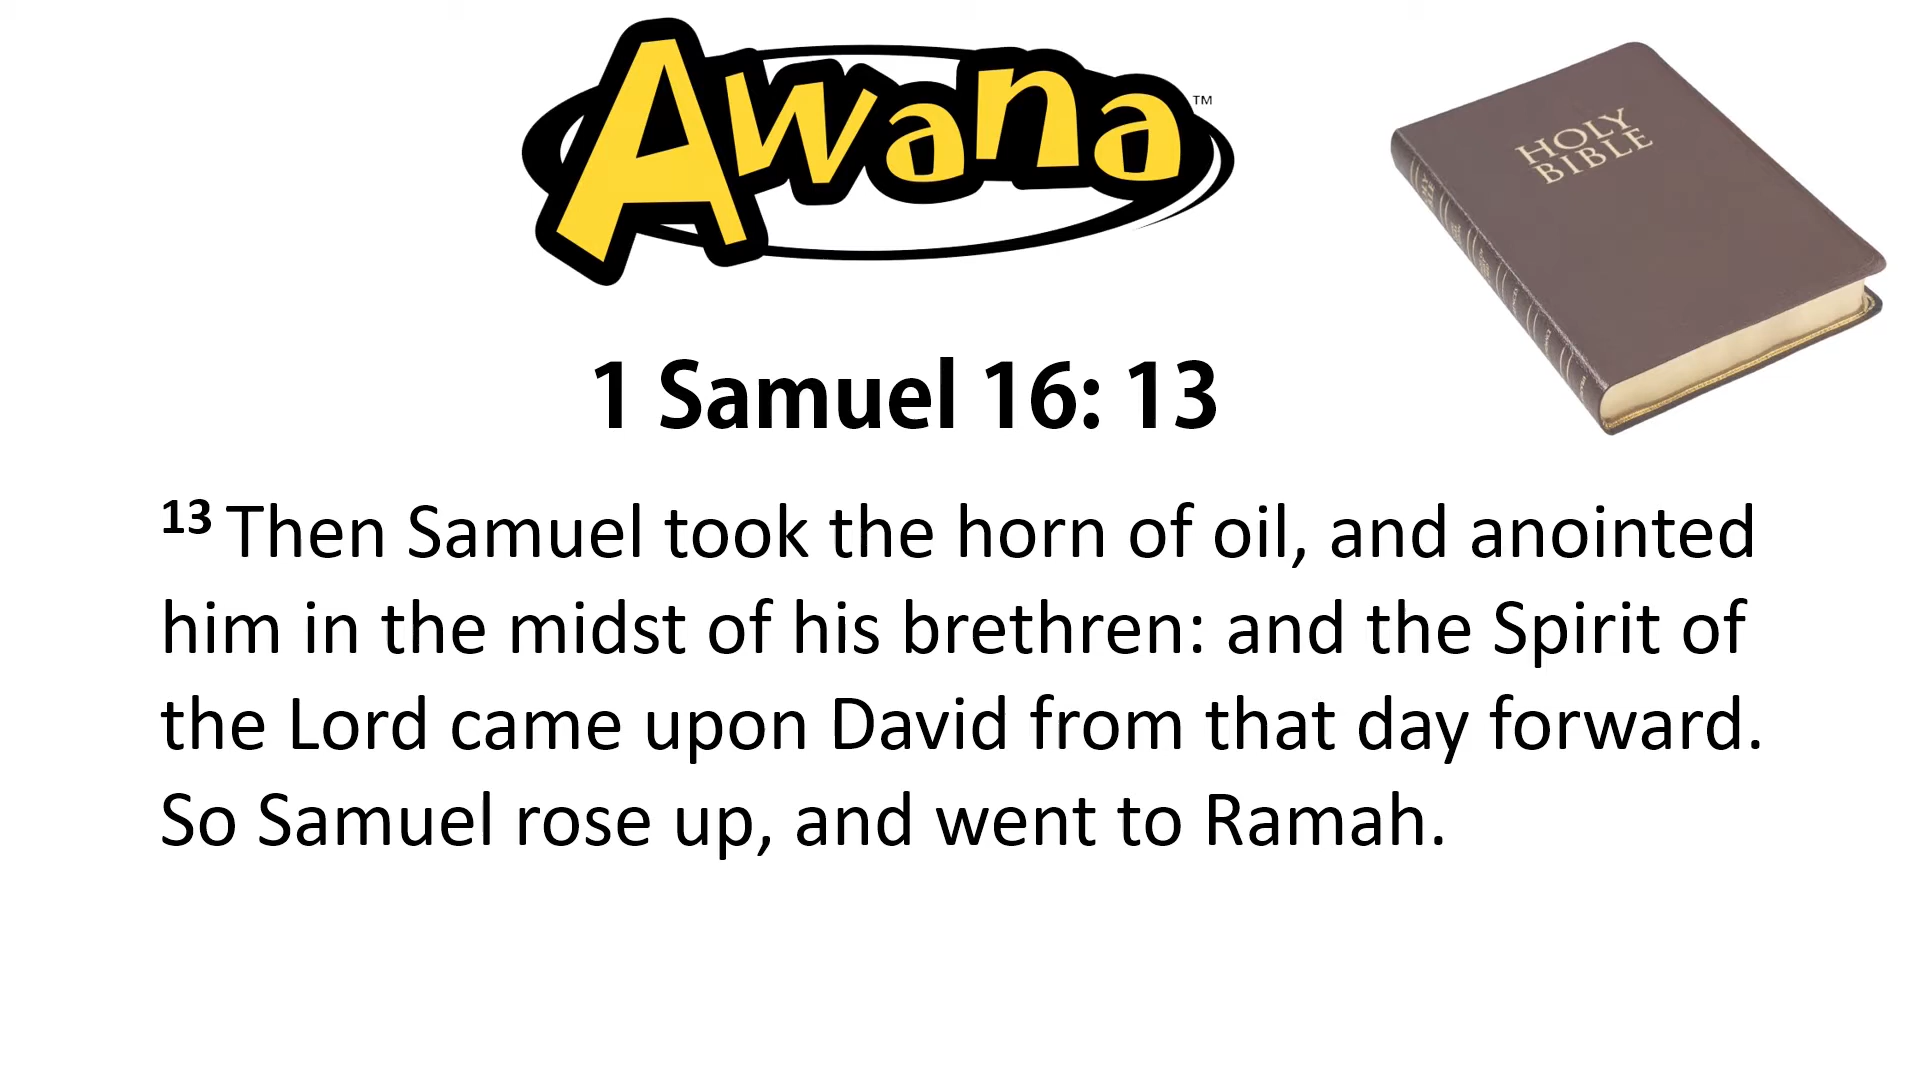 Awana™
HOLY
BIBLE
1 Samuel 16: 13
13 Then Samuel took the horn of oil, and anointed
him in the midst of his brethren: and the Spirit of
the Lord came upon David from that day forward.
So Samuel rose up, and went to Ramah.